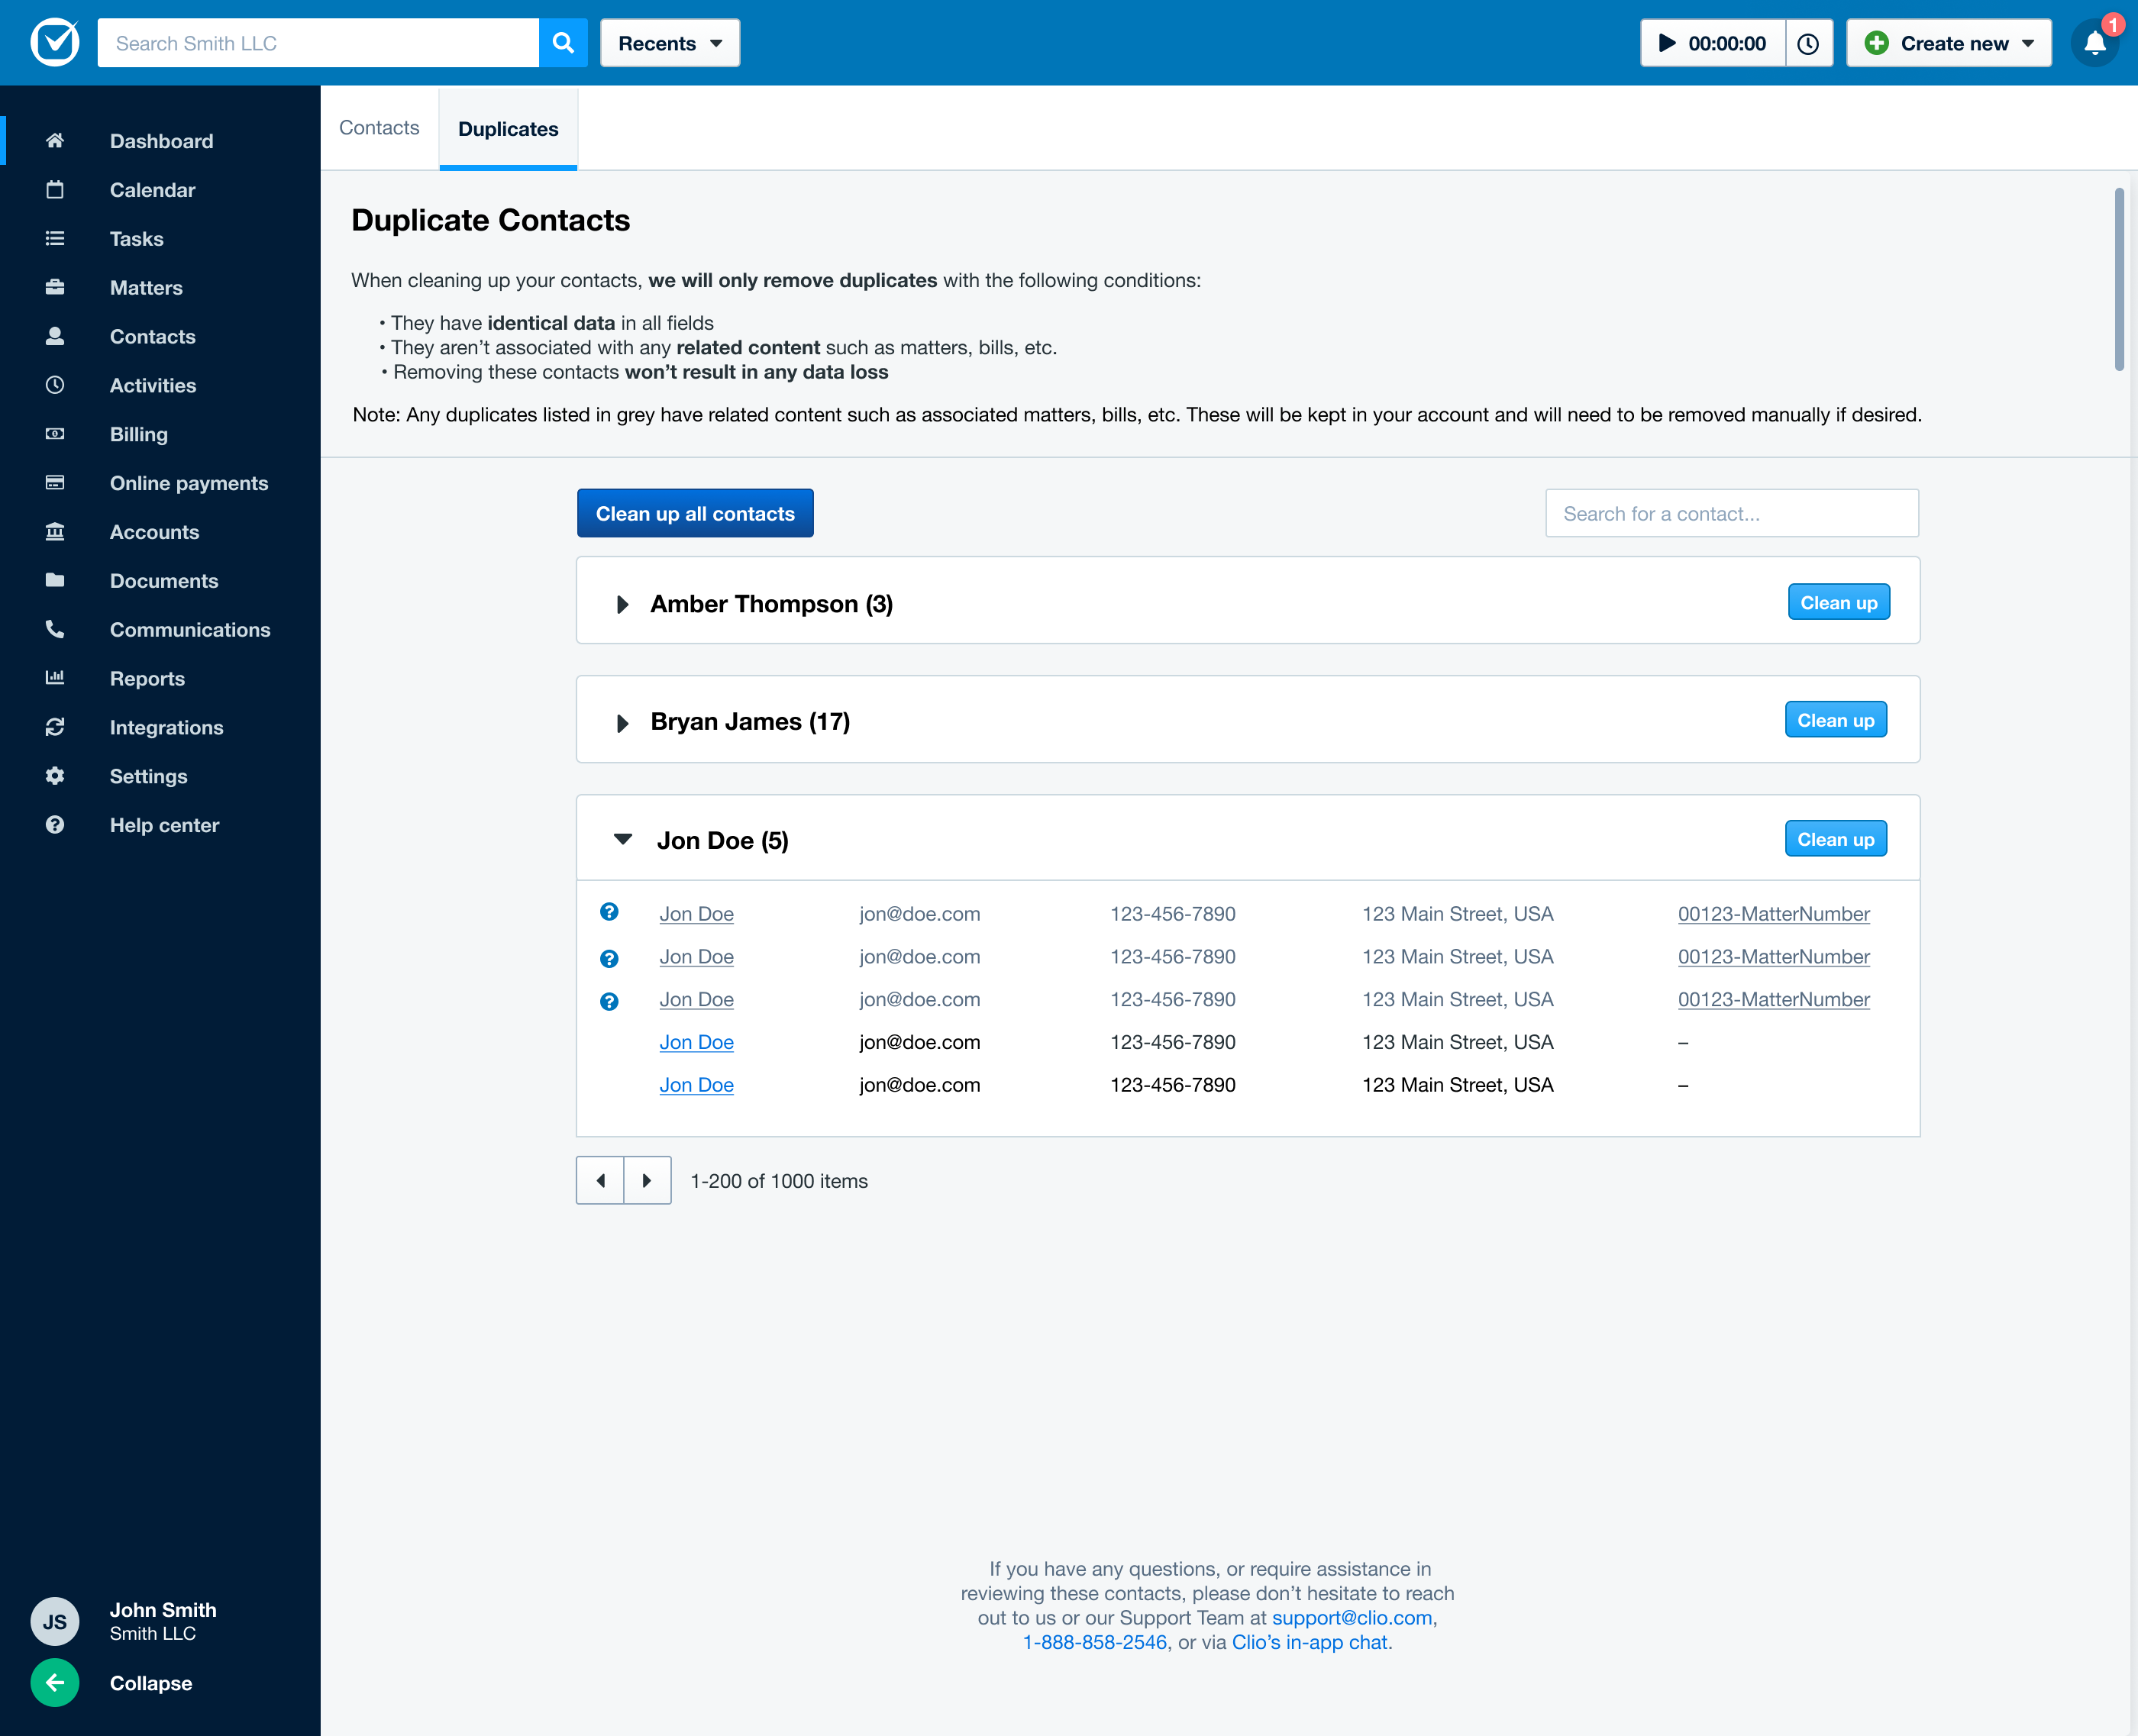 Search Smith LLC
Recents
00:00:00
Create new
1
Dashboard
Calendar
Tasks
Matters
Contacts
Activities
Billing
Online payments
Accounts
Documents
Communications
Reports
Integrations
Settings
Help center
John Smith
JS
Smith LLC
Collapse
Contacts
Duplicates
Duplicate Contacts
When cleaning up your contacts, we will only remove duplicates with the following conditions:
• They have identical data in all fields
• They aren’t associated with any related content such as matters, bills, etc.
• Removing these contacts won’t result in any data loss
Note: Any duplicates listed in grey have related content such as associated matters, bills, etc. These will be kept in your account and will need to be removed manually if desired.
Clean up all contacts
Search for a contact...
Amber Thompson (3)
Clean up
Bryan James (17)
Clean up
Jon Doe (5)
Clean up
? Jon Doe jon@doe.com 123-456-7890 123 Main Street, USA 00123-MatterNumber
? Jon Doe jon@doe.com 123-456-7890 123 Main Street, USA 00123-MatterNumber
? Jon Doe jon@doe.com 123-456-7890 123 Main Street, USA 00123-MatterNumber
Jon Doe jon@doe.com 123-456-7890 123 Main Street, USA –
Jon Doe jon@doe.com 123-456-7890 123 Main Street, USA –
1-200 of 1000 items
If you have any questions, or require assistance in
reviewing these contacts, please don’t hesitate to reach
out to us or our Support Team at support@clio.com,
1-888-858-2546, or via Clio’s in-app chat.